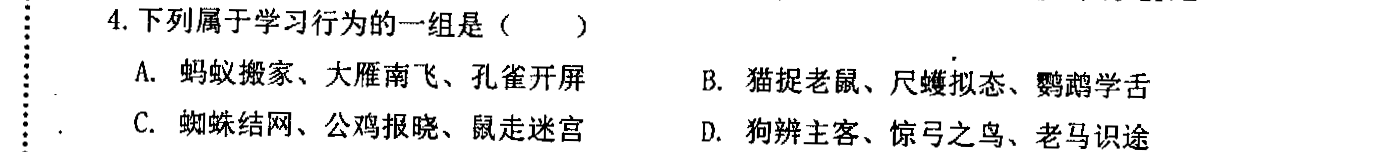 4. 下列属于学习行为的一组是（　　）
A. 蚂蚁搬家、大雁南飞、孔雀开屏　　B. 猫捉老鼠、尺蠖拟态、鹦鹉学舌
C. 蜘蛛结网、公鸡报晓、鼠走迷宫　　D. 狗辨主客、惊弓之鸟、老马识途